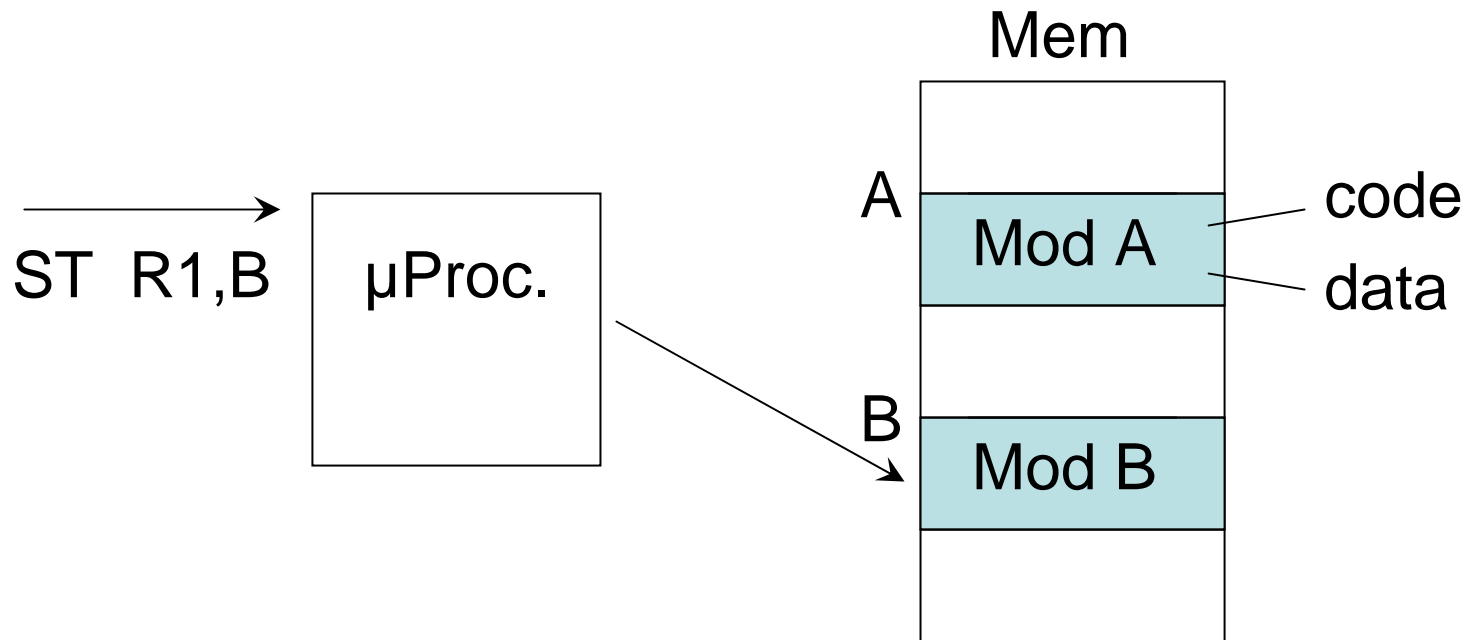 Mem
A
code
Mod A
ST R1,B
µProc.
data
B
Mod B